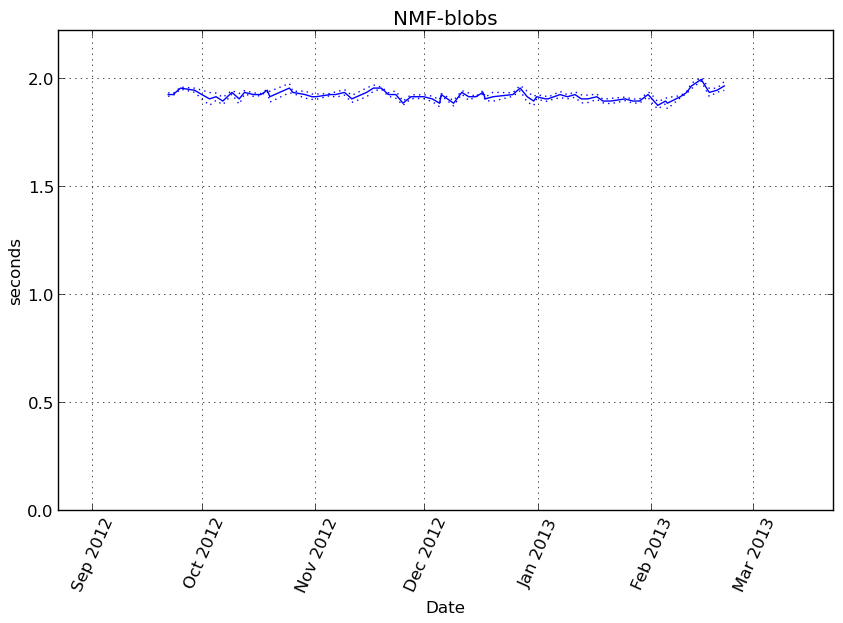 NMF-blobs
2.0
1.5
1.0
0.5
0.0
seconds
Sep 2012
Oct 2012
Nov 2012
Dec 2012
Jan 2013
Feb 2013
Mar 2013
Date